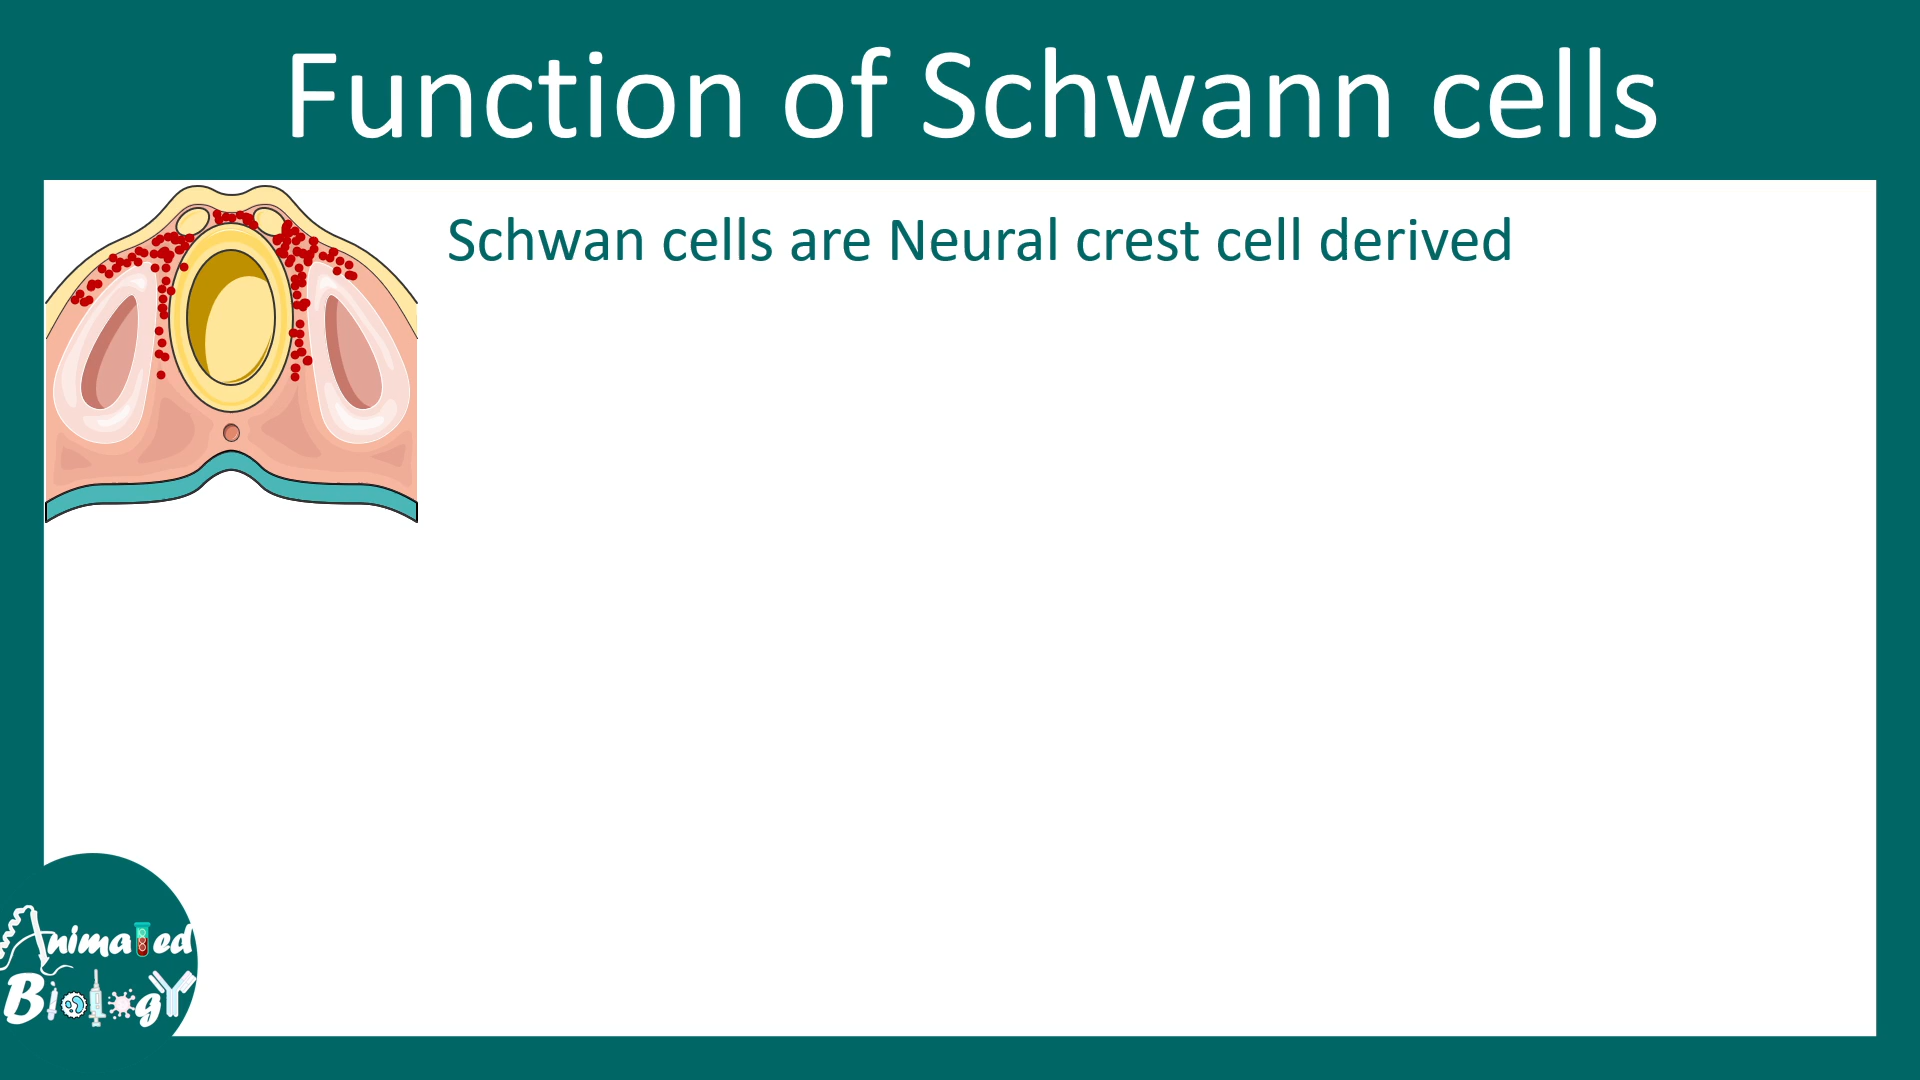 Function of Schwann cells
Schwan cells are Neural crest cell derived
Animated
Biology